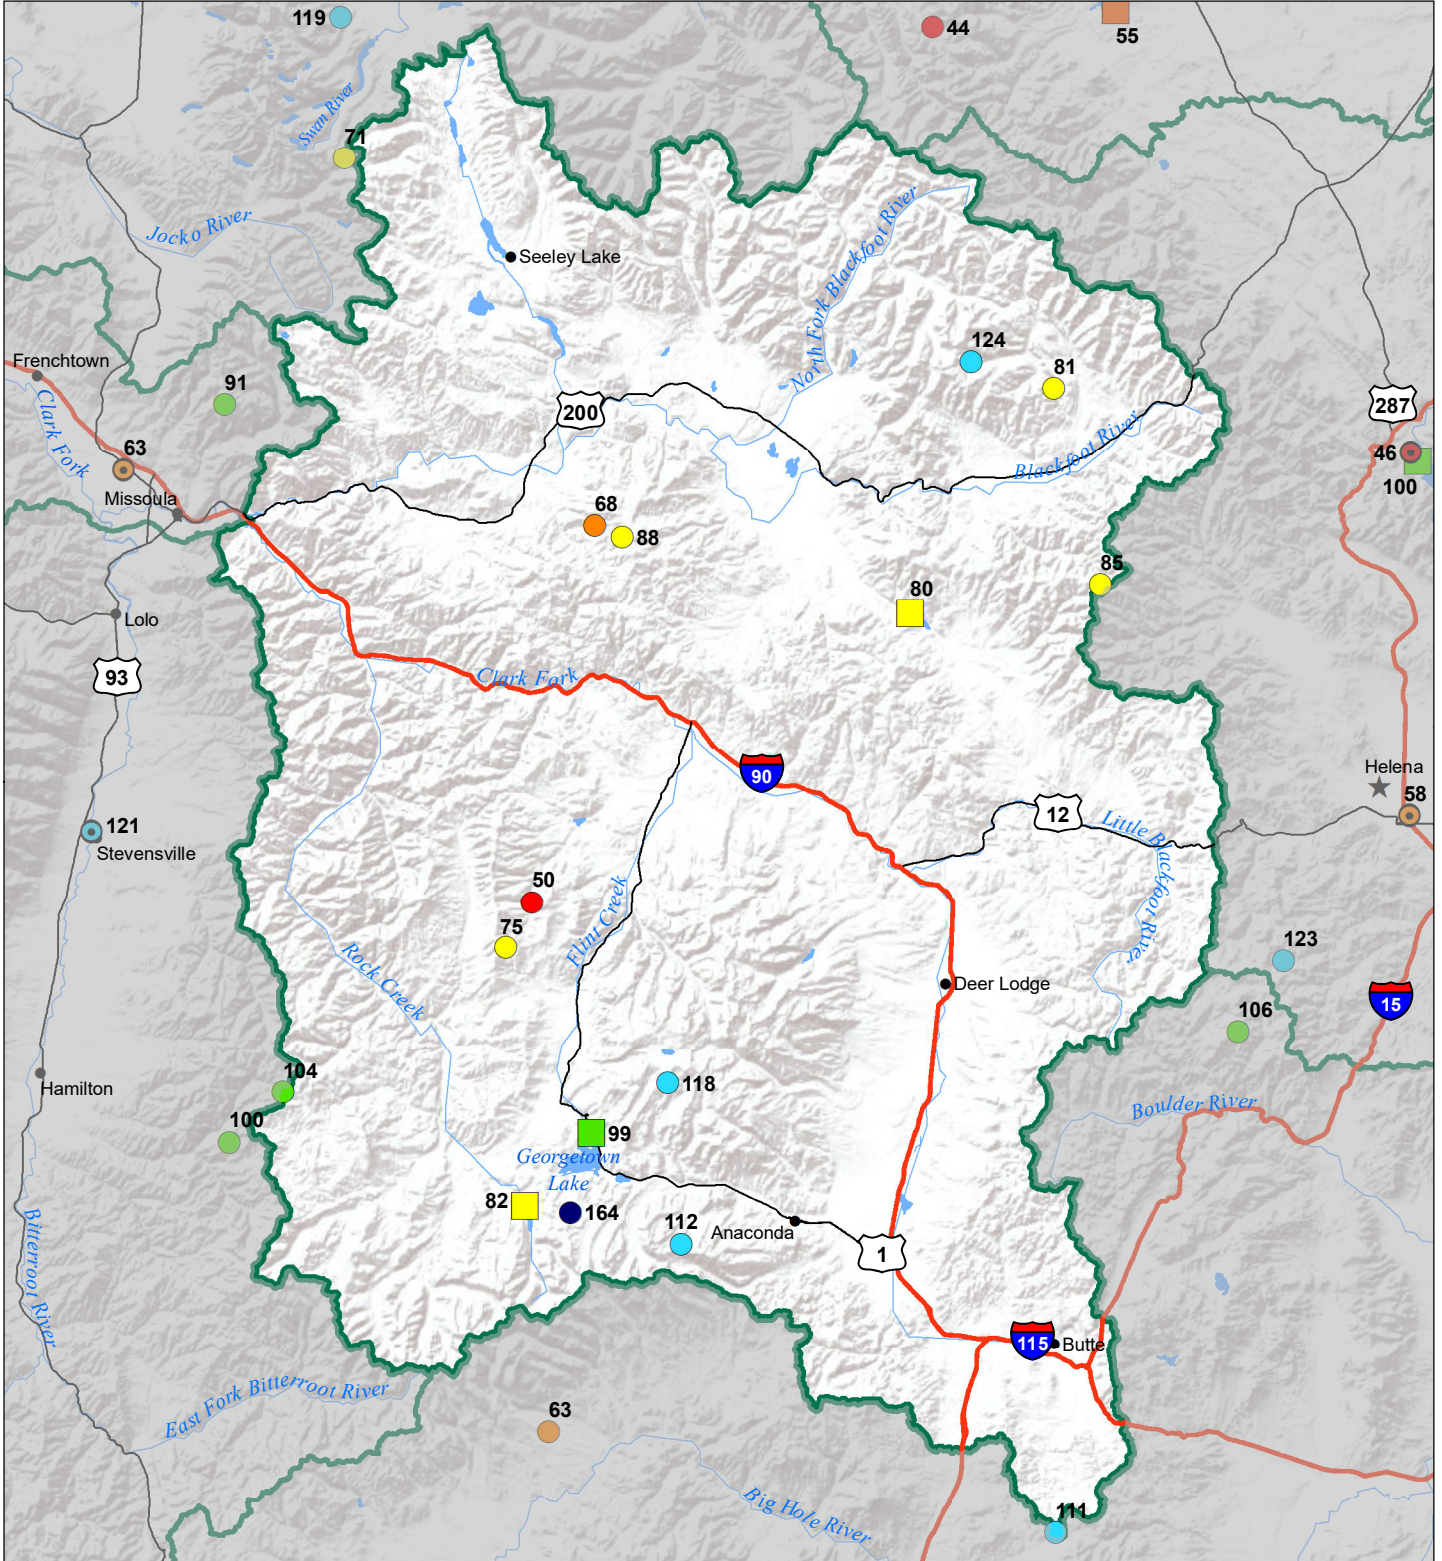 119
44
55
Swan River
71
Jocko River
Seeley Lake
North Fork Blackfoot River
Frenchtown
91
124
81
Clark Fork
200
287
63
Blackfoot River
46
100
Missoula
68
88
85
80
Lolo
93
Clark Fork
90
Helena
58
12
Little Blackfoot River
121
Stevensville
50
Flint Creek
75
Rock Creek
123
Deer Lodge
15
106
Hamilton
104
118
Boulder River
100
99
Georgetown
Lake
82
164
112
Anaconda
1
Bitterroot River
115
Butte
East Fork Bitterroot River
63
Big Hole River
111